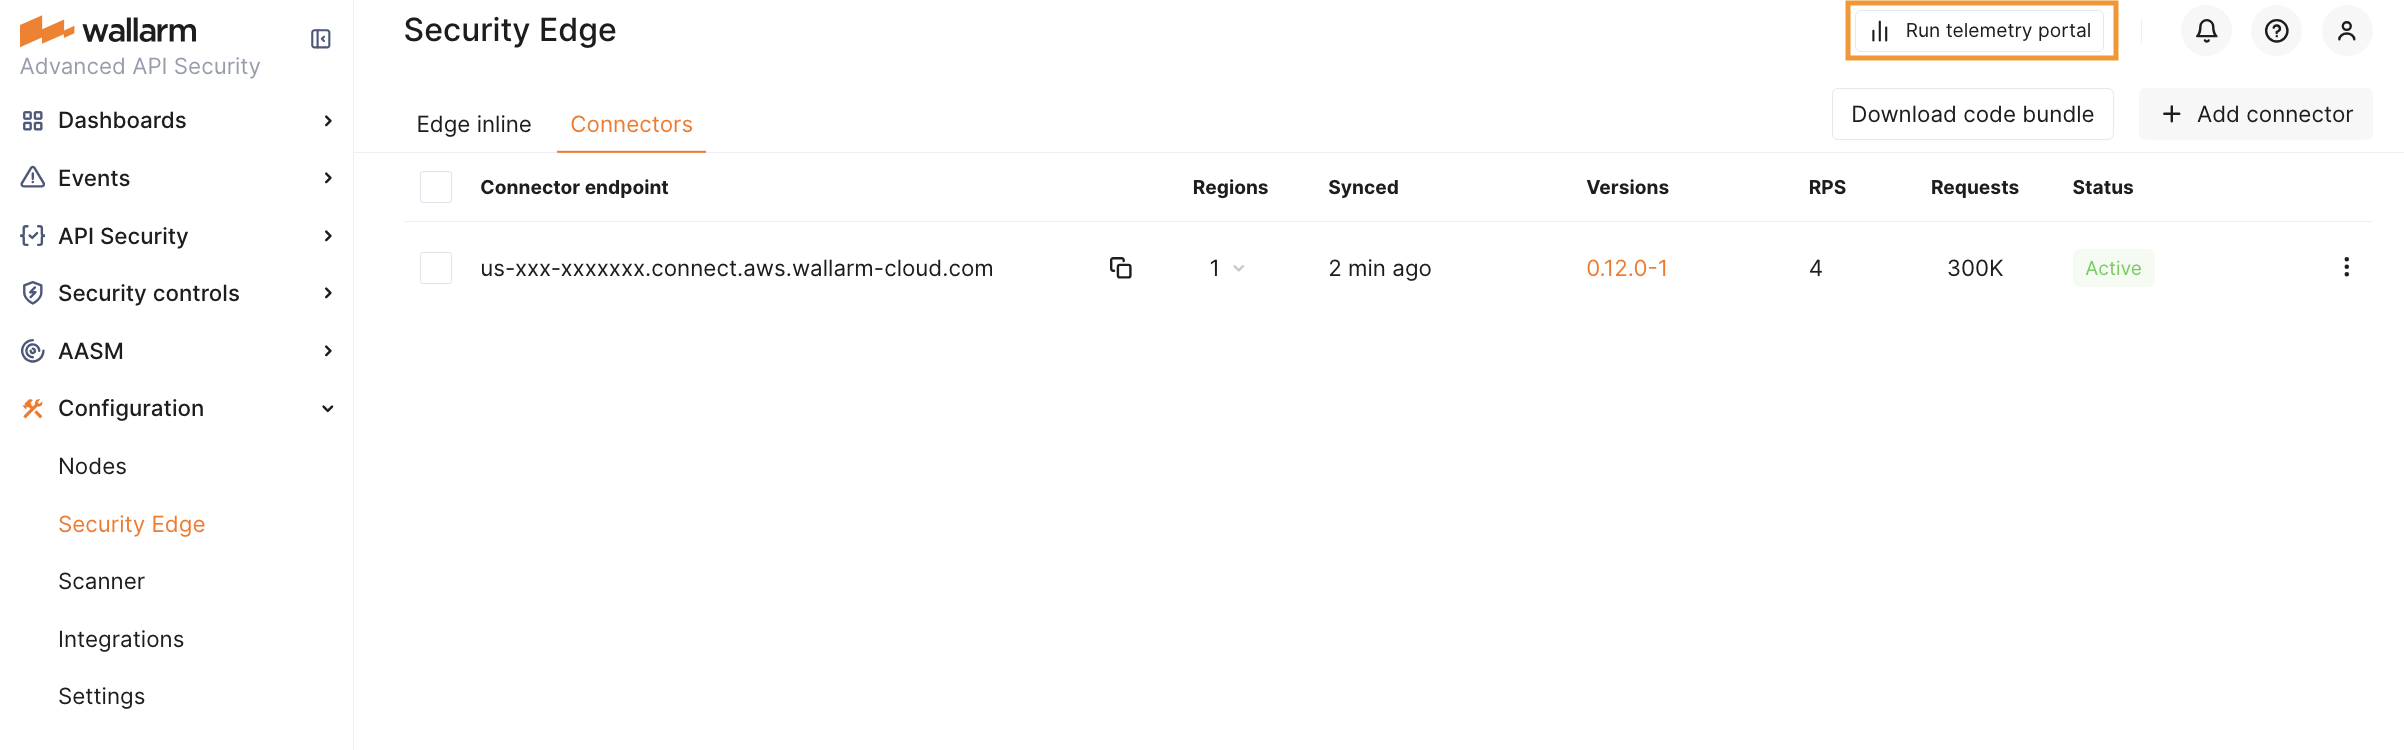 wallarm
Advanced API Security
Dashboards
Events
API Security
Security controls
AASM
Configuration
Nodes
Security Edge
Scanner
Integrations
Settings
Security Edge
Run telemetry portal
Edge inline Connectors
Download code bundle
+ Add connector
Connector endpoint Regions Synced Versions RPS Requests Status
us-xxx-xxxxxxx.connect.aws.wallarm-cloud.com 1 2 min ago 0.12.0-1 4 300K Active